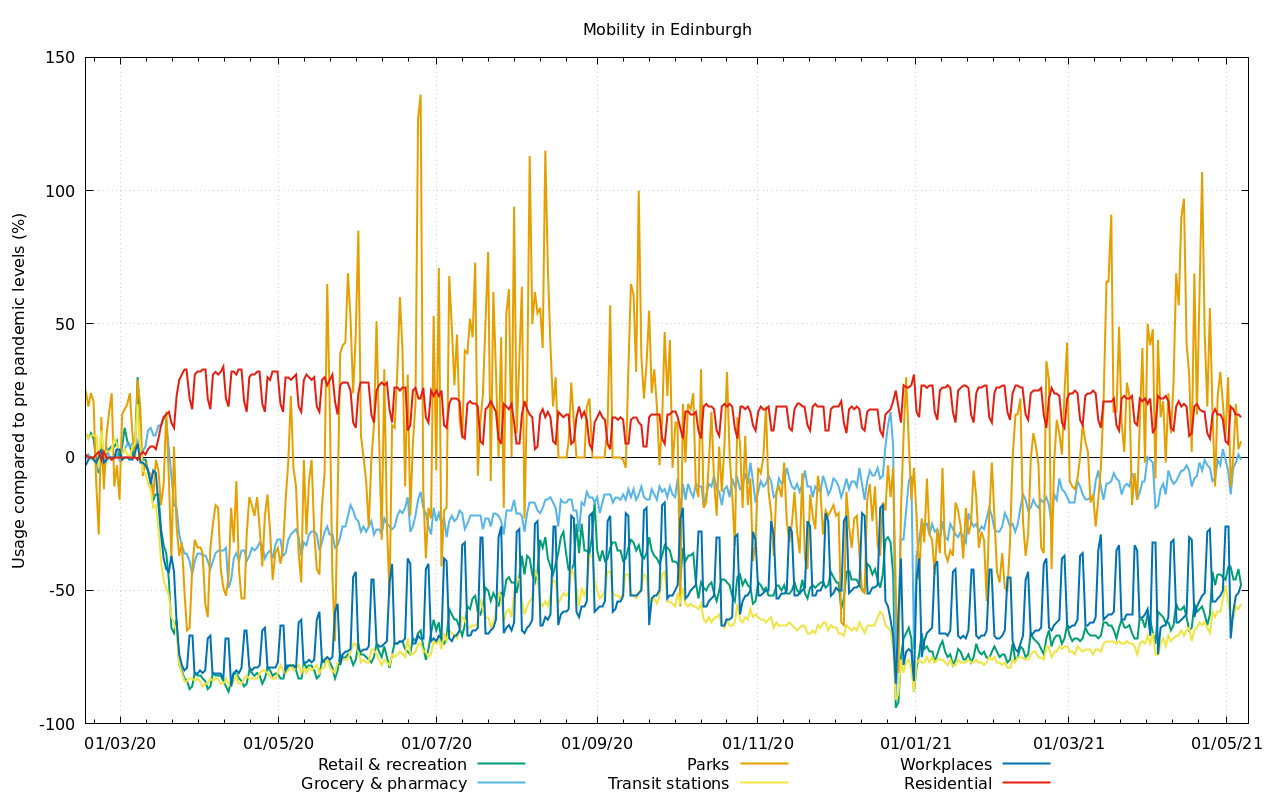 Mobility in Edinburgh
Usage compared to pre pandemic levels (%)
150
100
50
0
-50
-100
01/03/20 01/05/20 01/07/20 01/09/20 01/11/20 01/01/21 01/03/21 01/05/21
Retail & recreation Parks Workplaces
Grocery & pharmacy Transit stations Residential